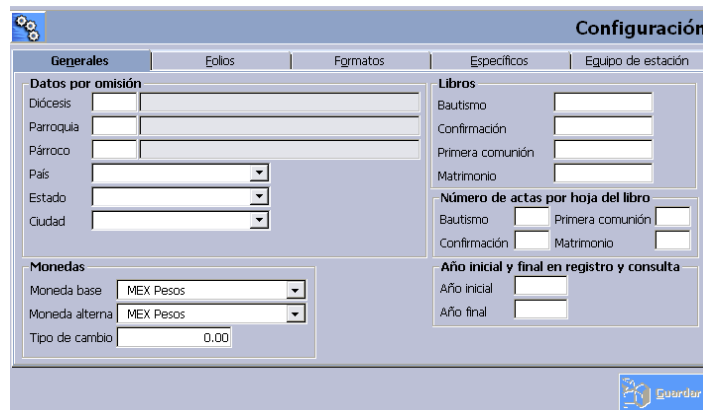 Configuración
Generales Folios Formatos Específicos Equipo de estación
Datos por omisión
Diócesis
Parroquia
Párroco
País
Estado
Ciudad
Libros
Bautismo
Confirmación
Primera comunión
Matrimonio
Número de actas por hoja del libro
Bautismo Primera comunión
Confirmación Matrimonio
Monedas
Moneda base MEX Pesos
Moneda alterna MEX Pesos
Tipo de cambio 0.00
Año inicial y final en registro y consulta
Año inicial
Año final
Guardar